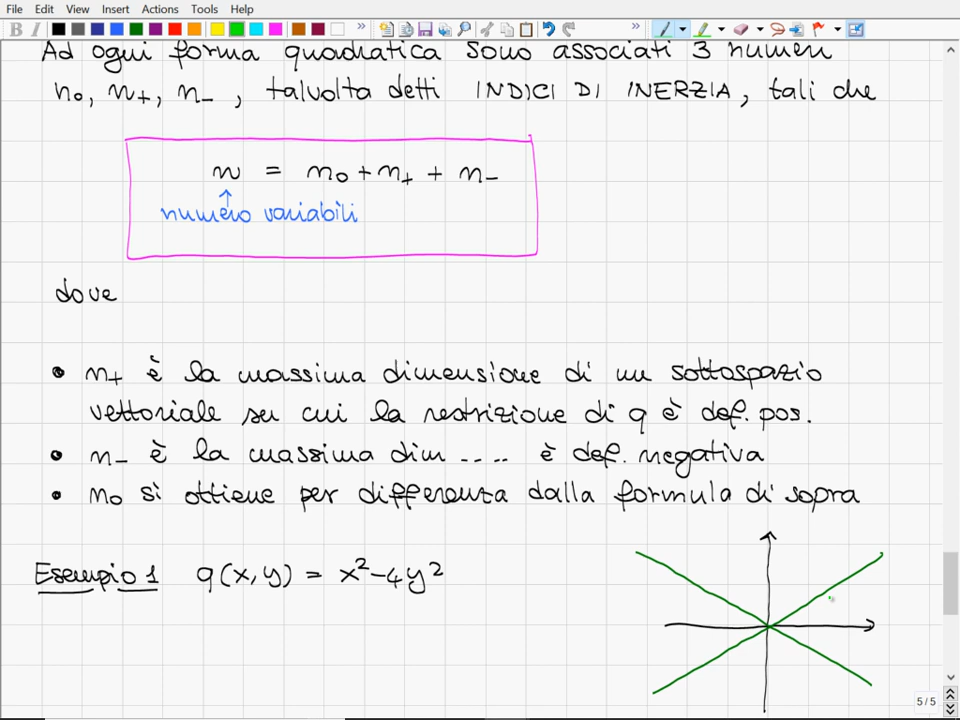 File Edit View Insert Actions Tools Help
B I
Ad ogni forma quadratica sono associati 3 numeri
n₀, n₊, n₋, talvolta detti INDICI DI INERZIA, tali che
n = n₀ + n₊ + n₋
↑
numero variabili
dove
• n₊ è la massima dimensione di un sottospazio
vettoriale su cui la restrizione di q è def. pos.
• n₋ è la massima dim .... è def. negativa
• n₀ si ottiene per differenza dalla formula di sopra
Esempio 1 q(x,y) = x²-4y²
5/5